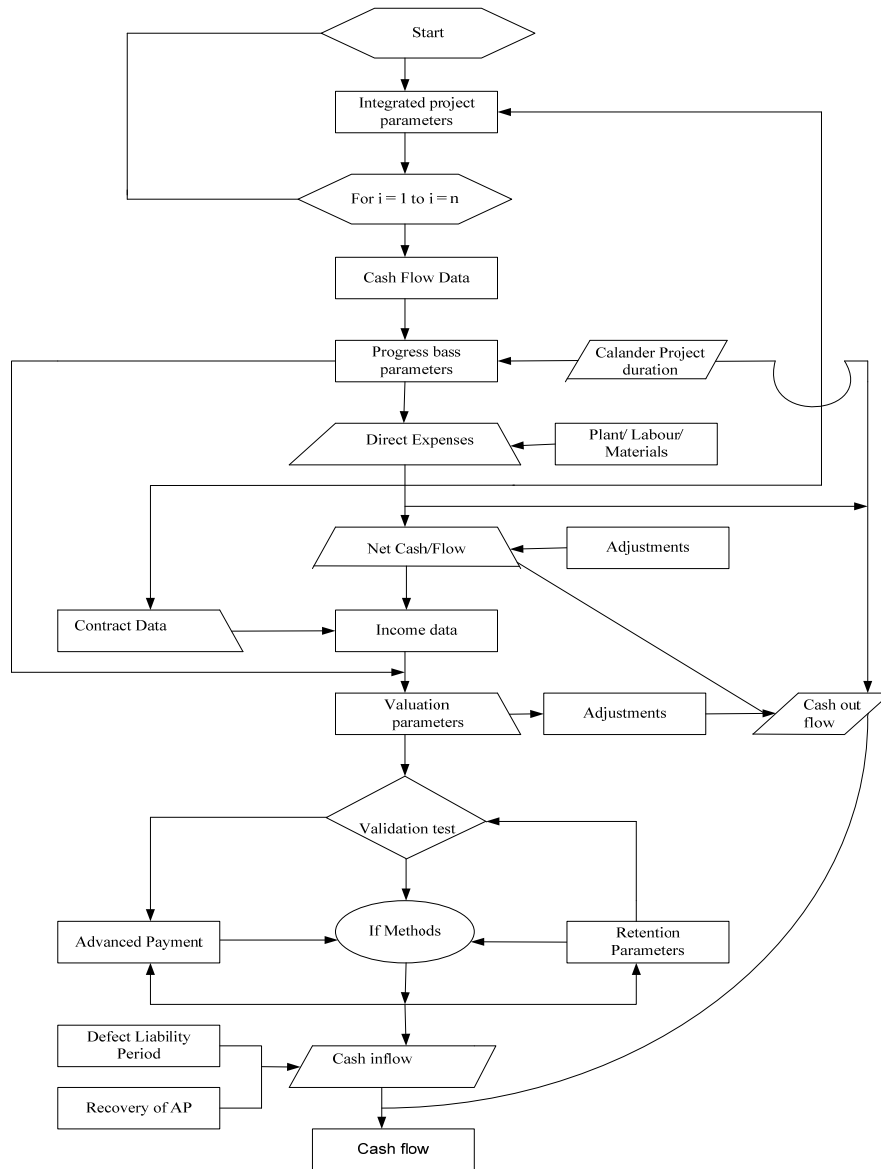 Start
Integrated project
parameters
For i = 1 to i = n
Cash Flow Data
Progress bass
parameters
Calander Project
duration
Direct Expenses
Plant/ Labour/
Materials
Net Cash/Flow
Adjustments
Contract Data
Income data
Valuation
parameters
Adjustments
Cash out
flow
Validation test
Advanced Payment
If Methods
Retention
Parameters
Defect Liability
Period
Cash inflow
Recovery of AP
Cash flow